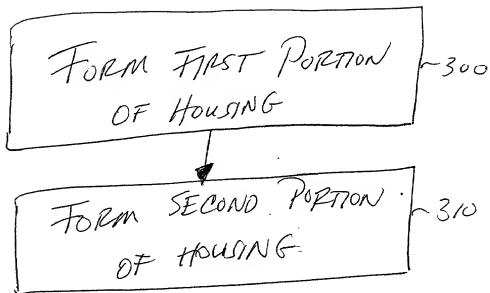 FORM FIRST PORTION ~300
OF HOUSING
FORM SECOND PORTION ~310
OF HOUSING.